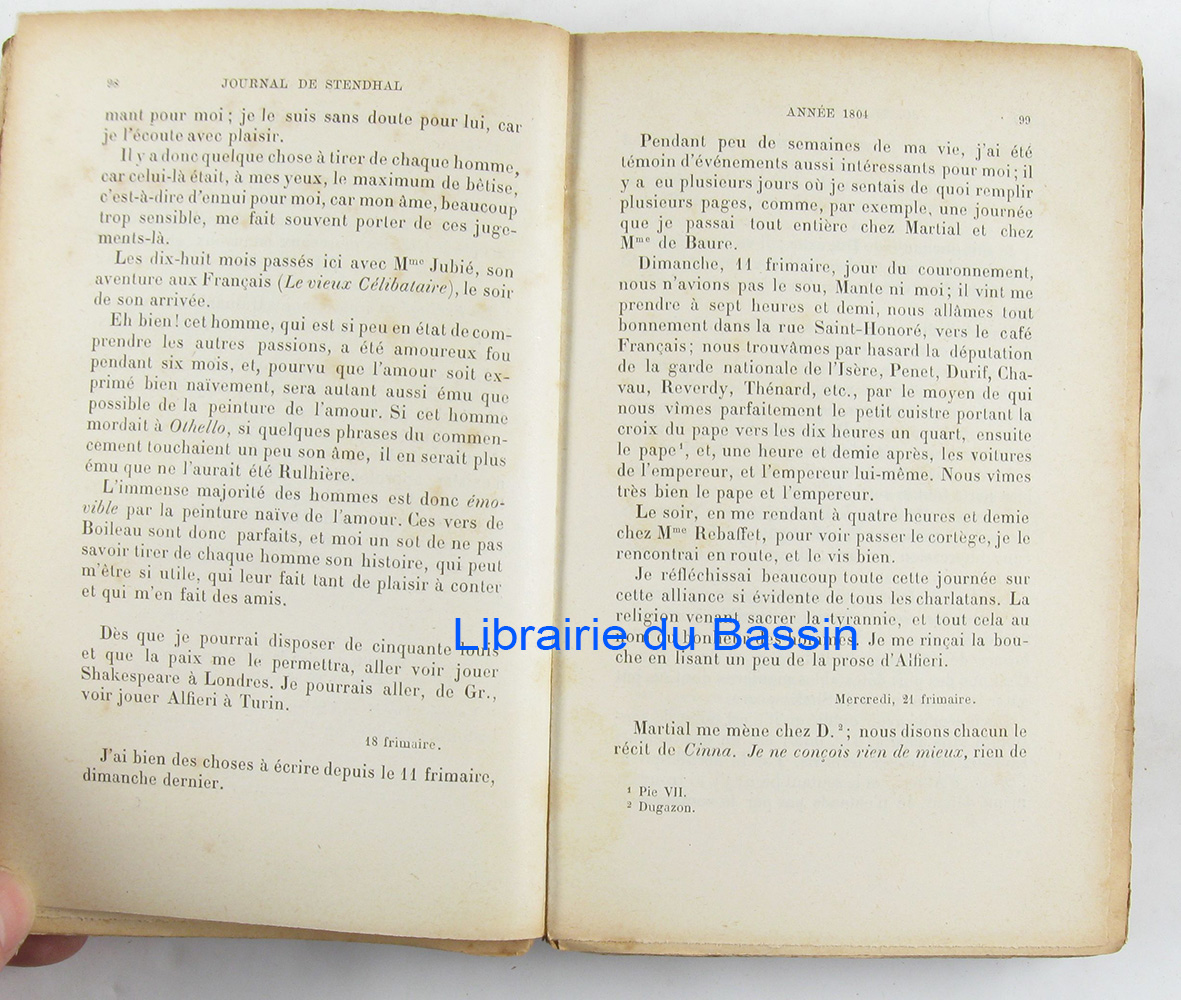 98 JOURNAL DE STENDHAL
mant pour moi ; je le suis sans doute pour lui, car
je l'écoute avec plaisir.
Il y a donc quelque chose à tirer de chaque homme,
car celui-là était, à mes yeux, le maximum de bêtise,
c'est-à-dire d'ennui pour moi, car mon âme, beaucoup
trop sensible, me fait souvent porter de ces juge-
ments-là.
Les dix-huit mois passés ici avec Mme Jubié, son
aventure aux Français (Le vieux Célibataire), le soir
de son arrivée.
Eh bien ! cet homme, qui est si peu en état de com-
prendre les autres passions, a été amoureux fou
pendant six mois, et, pourvu que l'amour soit ex-
primé bien naïvement, sera autant aussi ému que
possible de la peinture de l'amour. Si cet homme
mordait à Othello, si quelques phrases du commen-
cement touchaient un peu son âme, il en serait plus
ému que ne l'aurait été Rulhière.
L'immense majorité des hommes est donc émo-
vible par la peinture naïve de l'amour. Ces vers de
Boileau sont donc parfaits, et moi un sot de ne pas
savoir tirer de chaque homme son histoire, qui peut
m'être si utile, qui leur fait tant de plaisir à conter
et qui m'en fait des amis.
Dès que je pourrai disposer de cinquante louis
et que la paix me le permettra, aller voir jouer
Shakespeare à Londres. Je pourrais aller, de Gr.,
voir jouer Alfieri à Turin.
18 frimaire.
J'ai bien des choses à écrire depuis le 11 frimaire,
dimanche dernier.
ANNÉE 1804 99
Pendant peu de semaines de ma vie, j'ai été
témoin d'événements aussi intéressants pour moi ; il
y a eu plusieurs jours où je sentais de quoi remplir
plusieurs pages, comme, par exemple, une journée
que je passai tout entière chez Martial et chez
Mme de Baure.
Dimanche, 11 frimaire, jour du couronnement,
nous n'avions pas le sou, Mante ni moi ; il vint me
prendre à sept heures et demi, nous allâmes tout
bonnement dans la rue Saint-Honoré, vers le café
Français ; nous trouvâmes par hasard la députation
de la garde nationale de l'Isère, Penet, Durif, Cha-
vau, Reverdy, Thénard, etc., par le moyen de qui
nous vîmes parfaitement le petit cuistre portant la
croix du pape vers les dix heures un quart, ensuite
le pape¹, et, une heure et demie après, les voitures
de l'empereur, et l'empereur lui-même. Nous vîmes
très bien le pape et l'empereur.
Le soir, en me rendant à quatre heures et demie
chez Mme Rebaffet, pour voir passer le cortège, je le
rencontrai en route, et le vis bien.
Je réfléchissai beaucoup toute cette journée sur
cette alliance si évidente de tous les charlatans. La
religion venant sacrer la tyrannie, et tout cela au
nom du bonheur des hommes. Je me rinçai la bou-
che en lisant un peu de la prose d'Alfieri.
Mercredi, 21 frimaire.
Martial me mène chez D.² ; nous disons chacun le
récit de Cinna. Je ne conçois rien de mieux, rien de
¹ Pie VII.
² Dugazon.
Librairie du Bassin